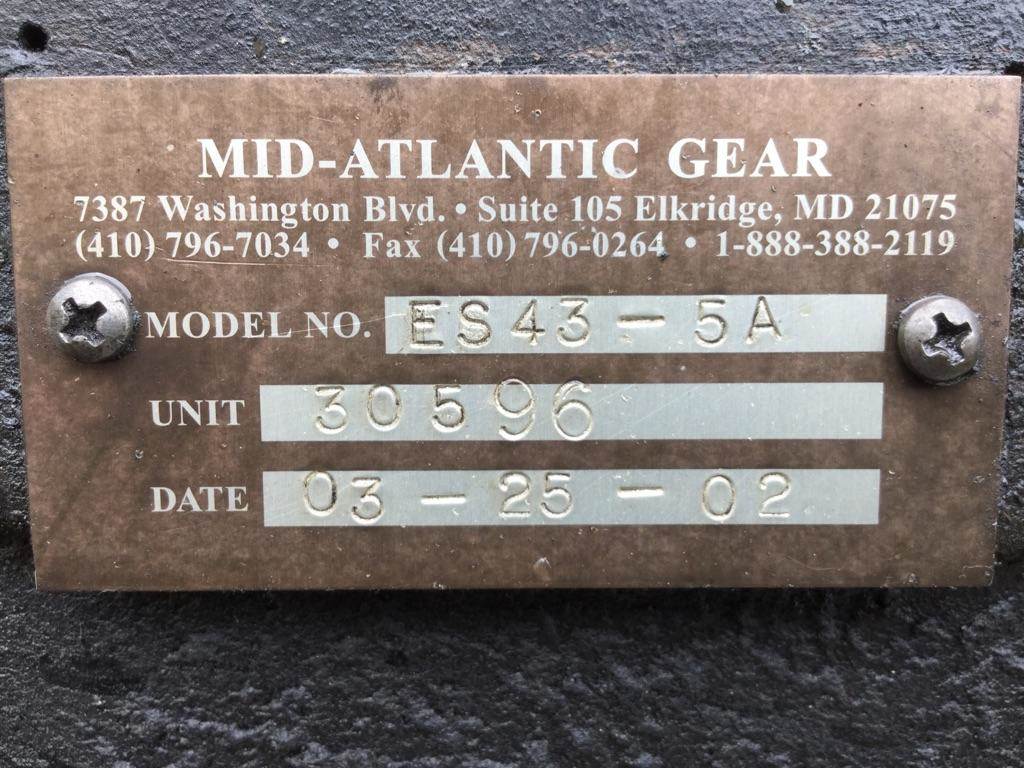 MID-ATLANTIC GEAR
7387 Washington Blvd. • Suite 105 Elkridge, MD 21075
(410) 796-7034 • Fax (410) 796-0264 • 1-888-388-2119
MODEL NO. ES43-5A
UNIT 30596
DATE 03-25-02